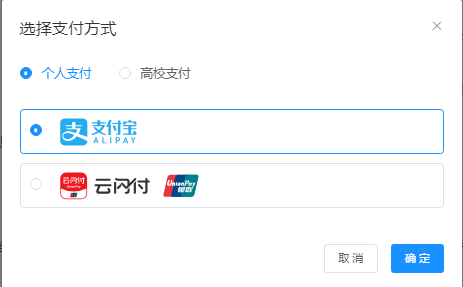 选择支付方式
个人支付 高校支付
支 支付宝
ALIPAY
云闪付 云闪付 UnionPay 银联
取消 确定